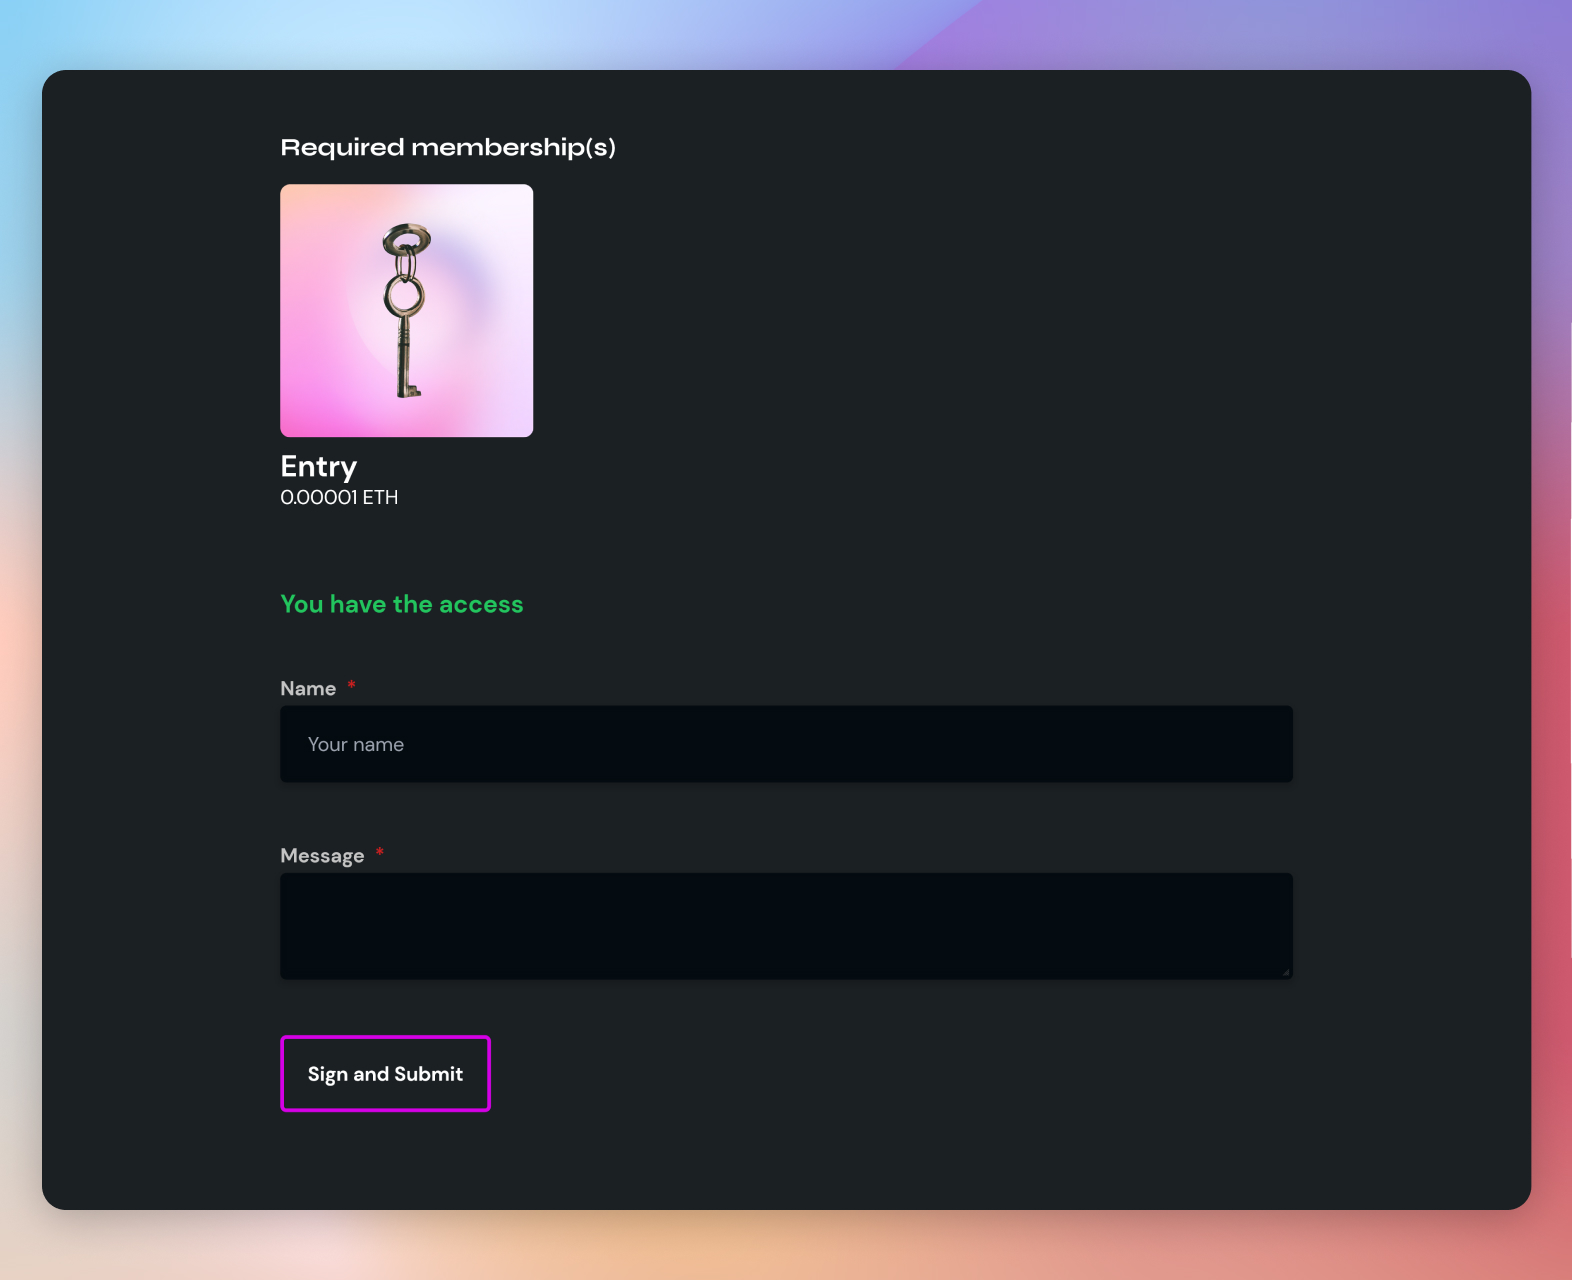 Required membership(s)
Entry
0.00001 ETH
You have the access
Name *
Your name
Message *
Sign and Submit